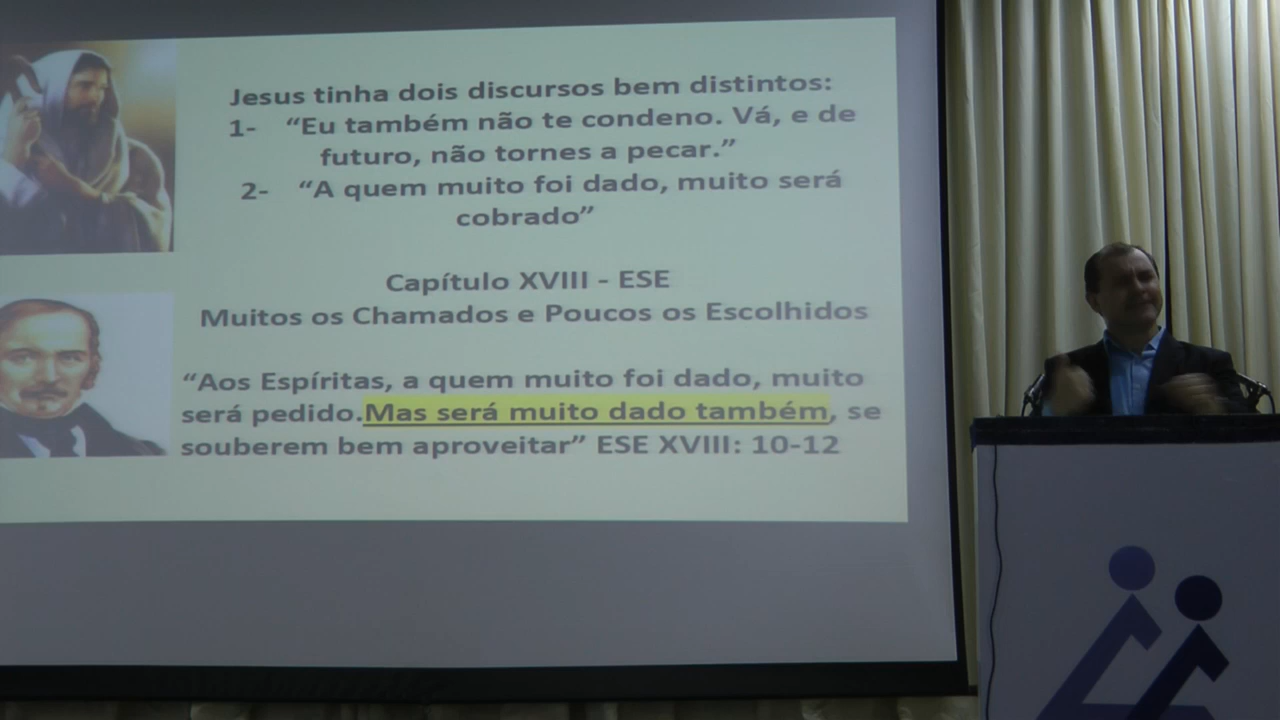 Jesus tinha dois discursos bem distintos:
1- “Eu também não te condeno. Vá, e de
futuro, não tornes a pecar.”
2- “A quem muito foi dado, muito será
cobrado”
Capítulo XVIII - ESE
Muitos os Chamados e Poucos os Escolhidos
“Aos Espíritas, a quem muito foi dado, muito
será pedido.Mas será muito dado também, se
souberem bem aproveitar” ESE XVIII: 10-12